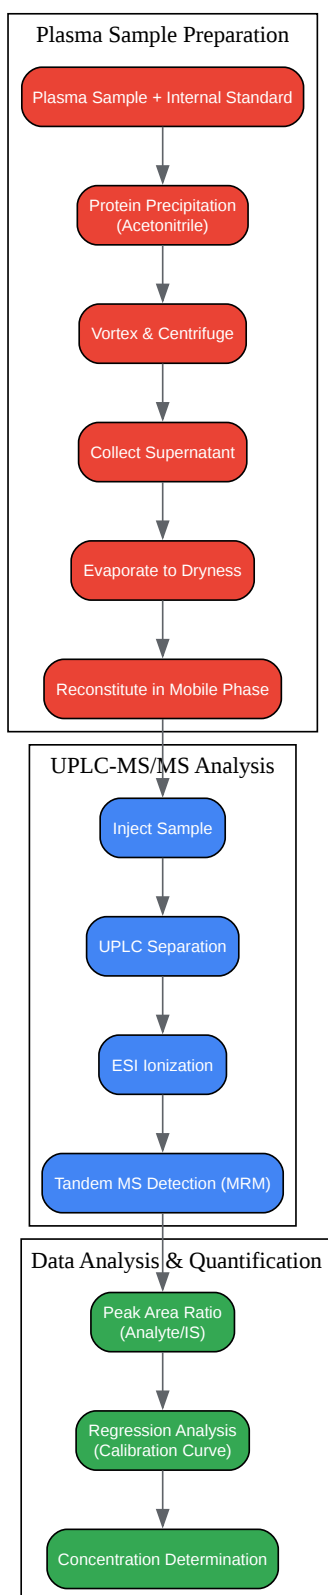 Plasma Sample Preparation
Plasma Sample + Internal Standard
Protein Precipitation
(Acetonitrile)
Vortex & Centrifuge
Collect Supernatant
Evaporate to Dryness
Reconstitute in Mobile Phase
UPLC-MS/MS Analysis
Inject Sample
UPLC Separation
ESI Ionization
Tandem MS Detection (MRM)
Data Analysis & Quantification
Peak Area Ratio
(Analyte/IS)
Regression Analysis
(Calibration Curve)
Concentration Determination